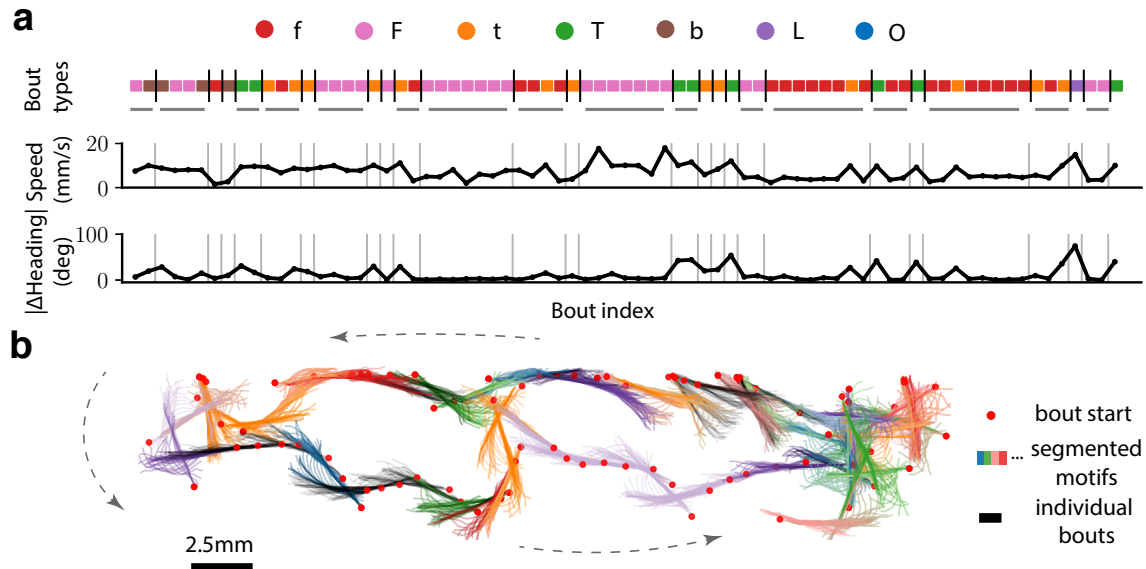 a
f F t T b L O
Bout
types
Speed
(mm/s)
20
0
|ΔHeading|
(deg)
100
0
Bout index
b
bout start
... segmented
motifs
individual
bouts
2.5mm